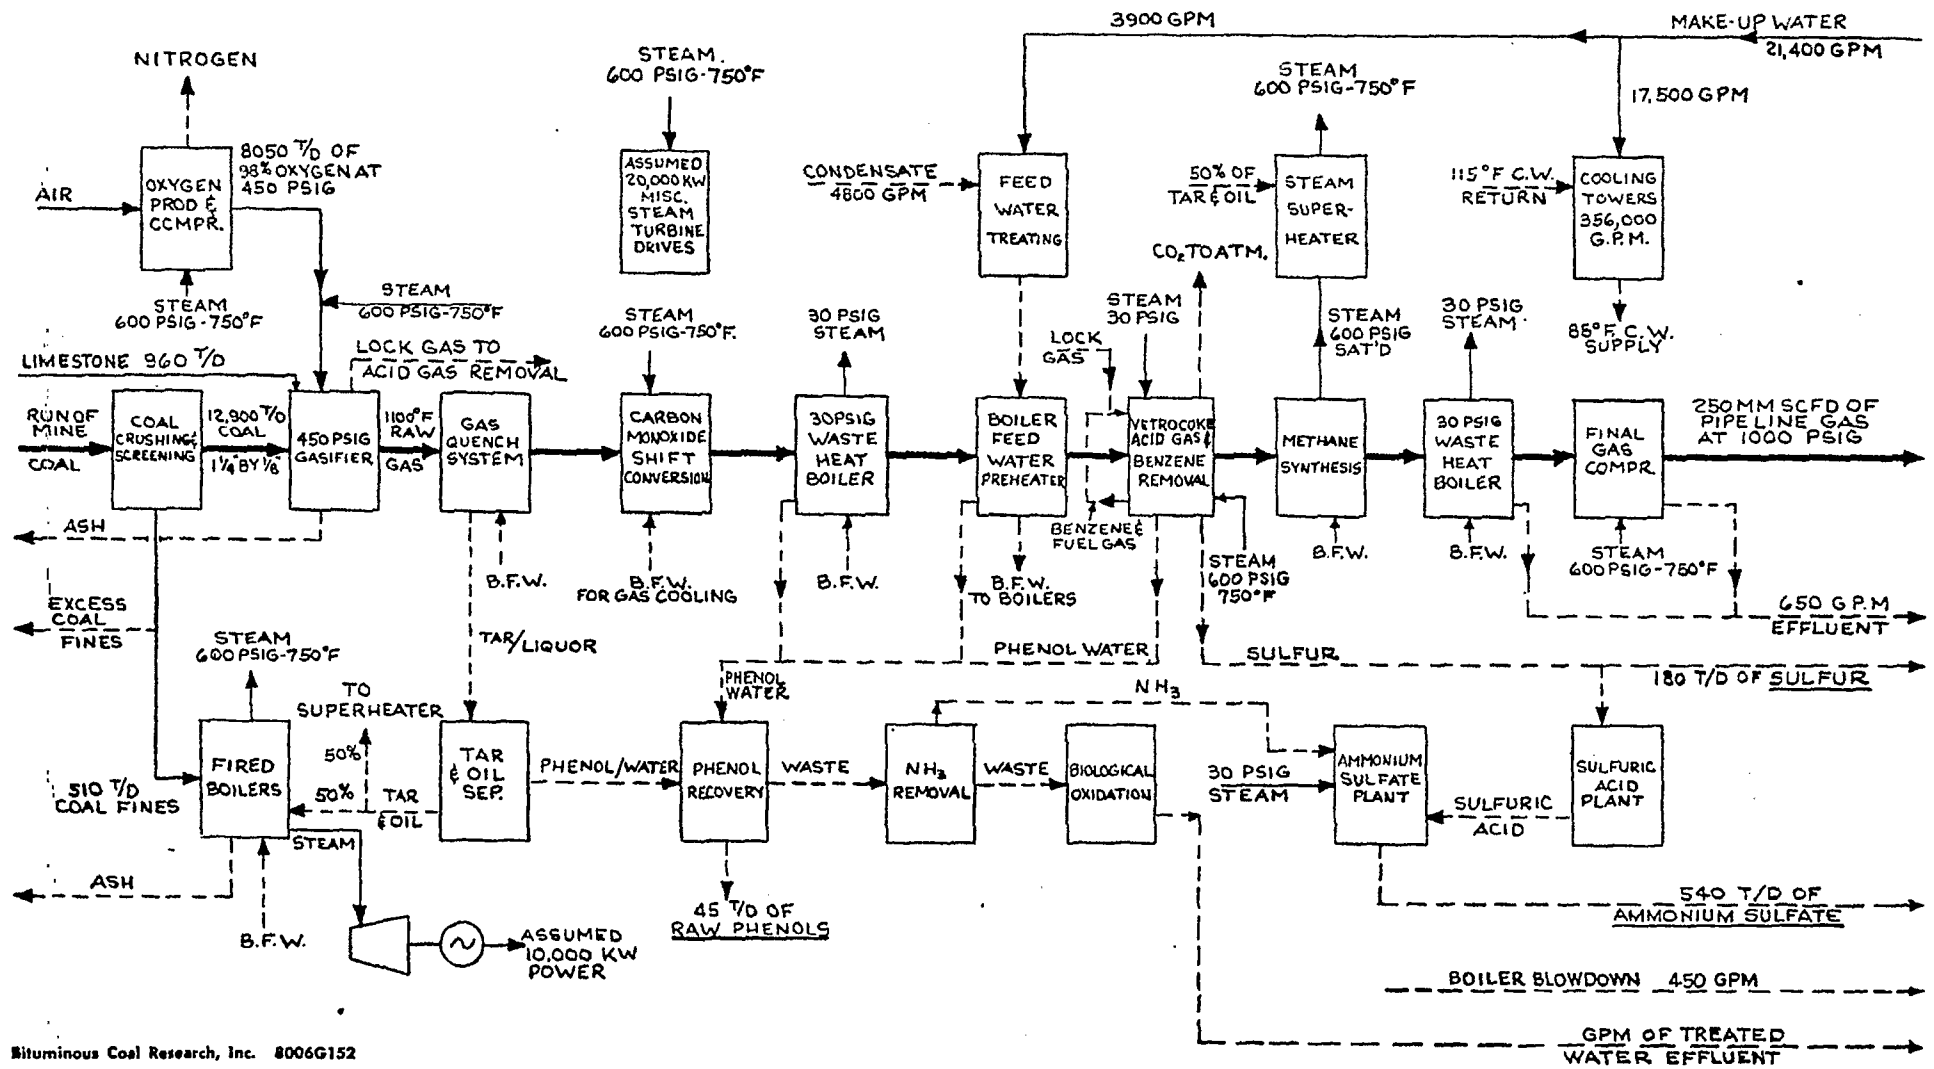 3900 GPM
MAKE-UP WATER
21,400 GPM
17,500 GPM
NITROGEN
AIR
OXYGEN
PROD &
CCMPR.
8050 T/D OF
98% OXYGEN AT
450 PSIG
STEAM
600 PSIG-750°F
STEAM
600 PSIG-750°F
STEAM.
600 PSIG-750°F
ASSUMED
20,000 KW
MISC.
STEAM
TURBINE
DRIVES
CONDENSATE
4800 GPM
FEED
WATER
TREATING
50% OF
TAR & OIL
STEAM
600 PSIG-750°F
STEAM
SUPER-
HEATER
115°F C.W.
RETURN
COOLING
TOWERS
356,000
G.P.M.
85°F C.W.
SUPPLY
CO2 TO ATM.
LIMESTONE 960 T/D
LOCK GAS TO
ACID GAS REMOVAL
STEAM
600 PSIG-750°F.
30 PSIG
STEAM
LOCK
GAS
STEAM
30 PSIG
STEAM
600 PSIG
SAT'D
30 PSIG
STEAM
RUN OF
MINE
COAL
COAL
CRUSHING &
SCREENING
12,900 T/D
COAL
1¼" BY ⅛"
450 PSIG
GASIFIER
1100°F
RAW
GAS
GAS
QUENCH
SYSTEM
CARBON
MONOXIDE
SHIFT
CONVERSION
30PSIG
WASTE
HEAT
BOILER
BOILER
FEED
WATER
PREHEATER
VETROCOKE
ACID GAS &
BENZENE
REMOVAL
METHANE
SYNTHESIS
30 PSIG
WASTE
HEAT
BOILER
FINAL
GAS
COMPR.
250 MM SCFD OF
PIPELINE GAS
AT 1000 PSIG
ASH
B.F.W.
B.F.W.
FOR GAS COOLING
B.F.W.
B.F.W.
TO BOILERS
BENZENE &
FUEL GAS
STEAM
600 PSIG
750°F
B.F.W.
B.F.W.
STEAM
600 PSIG-750°F
650 G.P.M
EFFLUENT
EXCESS
COAL
FINES
STEAM
600 PSIG-750°F
TAR/LIQUOR
PHENOL WATER
SULFUR
180 T/D OF SULFUR
PHENOL
WATER
NH3
TO
SUPERHEATER
50%
50%
TAR
& OIL
510 T/D
COAL FINES
FIRED
BOILERS
TAR
& OIL
SEP.
PHENOL/WATER
PHENOL
RECOVERY
WASTE
NH3
REMOVAL
WASTE
BIOLOGICAL
OXIDATION
30 PSIG
STEAM
AMMONIUM
SULFATE
PLANT
SULFURIC
ACID
SULFURIC
ACID
PLANT
STEAM
ASH
B.F.W.
ASSUMED
10,000 KW
POWER
45 T/D OF
RAW PHENOLS
540 T/D OF
AMMONIUM SULFATE
BOILER BLOWDOWN 450 GPM
GPM OF TREATED
WATER EFFLUENT
Bituminous Coal Research, Inc. 8006G152